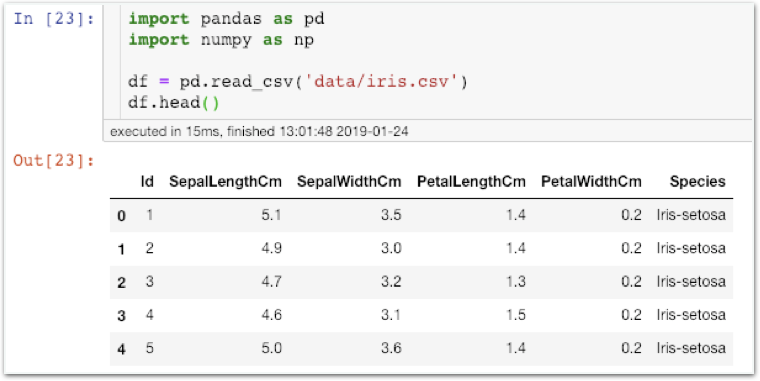 In [23]: import pandas as pd
import numpy as np
df = pd.read_csv('data/iris.csv')
df.head()
executed in 15ms, finished 13:01:48 2019-01-24
Out[23]:
Id SepalLengthCm SepalWidthCm PetalLengthCm PetalWidthCm Species
0 1 5.1 3.5 1.4 0.2 Iris-setosa
1 2 4.9 3.0 1.4 0.2 Iris-setosa
2 3 4.7 3.2 1.3 0.2 Iris-setosa
3 4 4.6 3.1 1.5 0.2 Iris-setosa
4 5 5.0 3.6 1.4 0.2 Iris-setosa